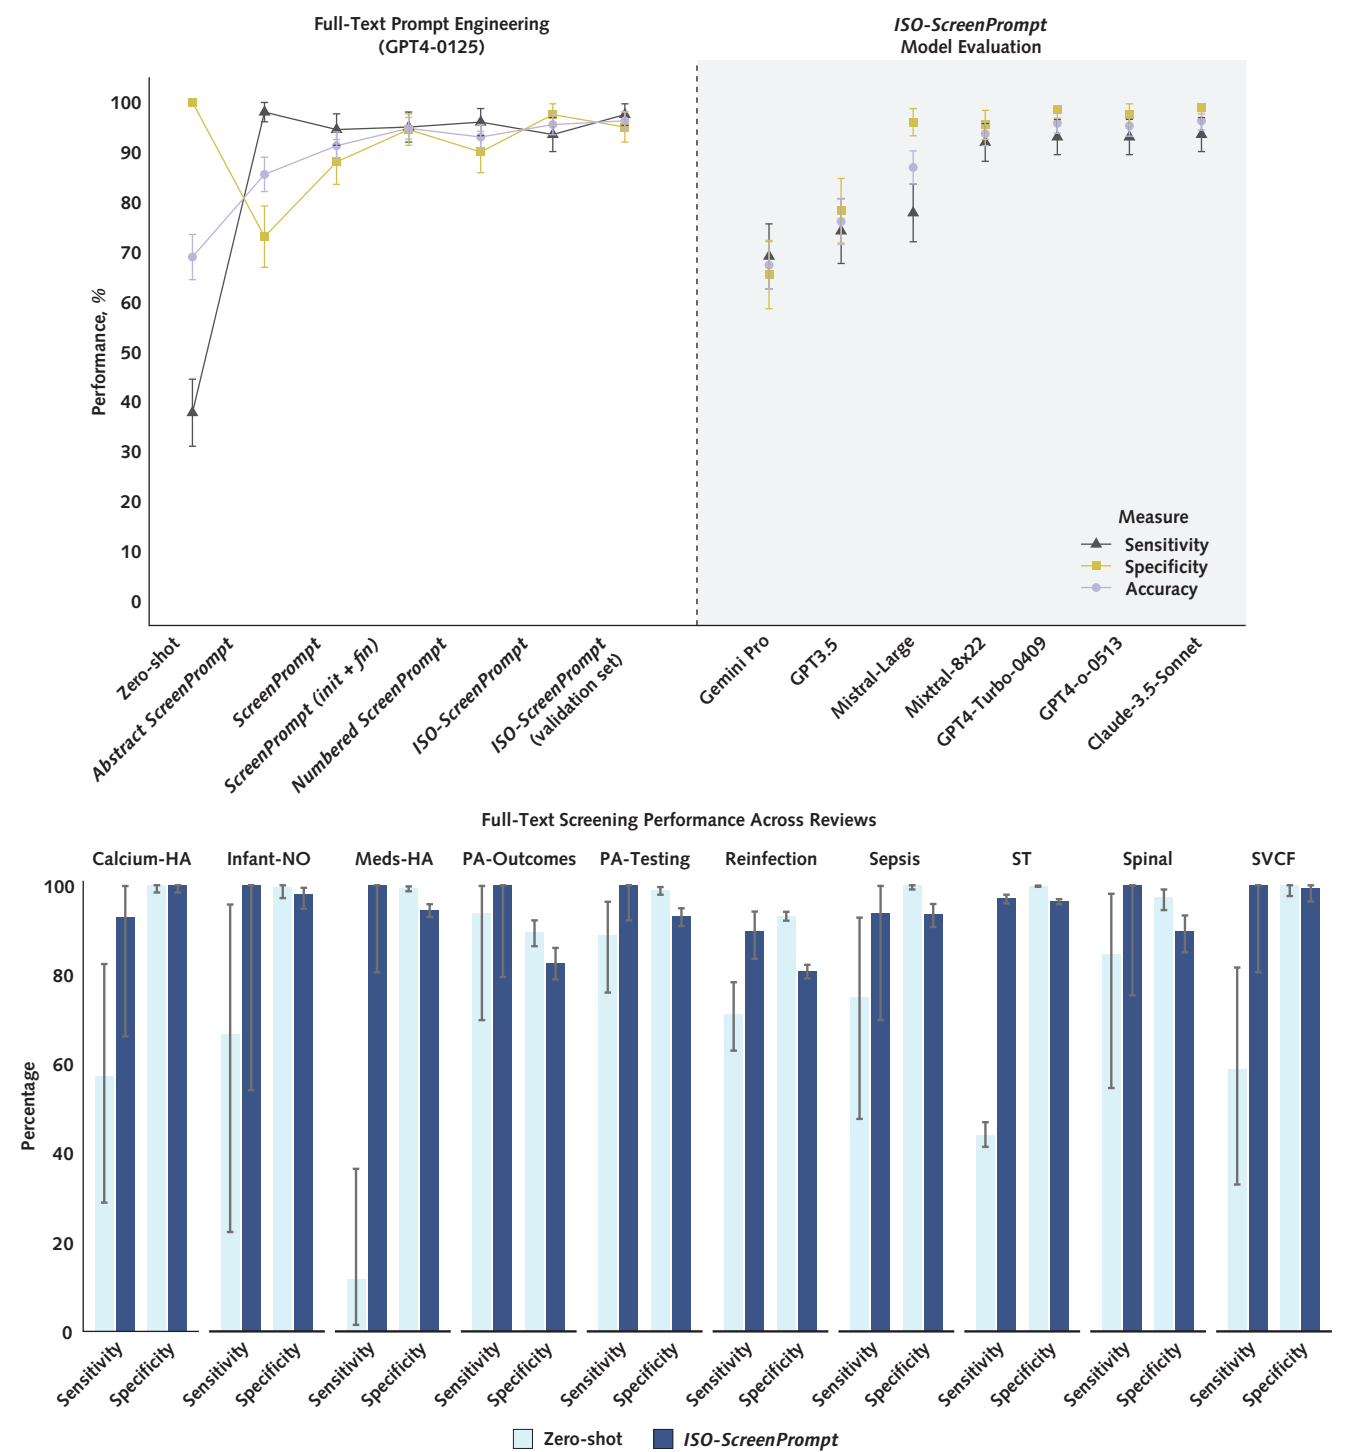 Full-Text Prompt Engineering
(GPT4-0125)
ISO-ScreenPrompt
Model Evaluation
Performance, %
100
90
80
70
60
50
40
30
20
10
0
Measure
Sensitivity
Specificity
Accuracy
Zero-shot
Abstract ScreenPrompt
ScreenPrompt
ScreenPrompt (init + fin)
Numbered ScreenPrompt
ISO-ScreenPrompt
ISO-ScreenPrompt
(validation set)
Gemini Pro
GPT3.5
Mistral-Large
Mixtral-8x22
GPT4-Turbo-0409
GPT4-o-0513
Claude-3.5-Sonnet
Full-Text Screening Performance Across Reviews
Calcium-HA Infant-NO Meds-HA PA-Outcomes PA-Testing Reinfection Sepsis ST Spinal SVCF
Percentage
100
80
60
40
20
0
Sensitivity Specificity Sensitivity Specificity Sensitivity Specificity Sensitivity Specificity Sensitivity Specificity Sensitivity Specificity Sensitivity Specificity Sensitivity Specificity Sensitivity Specificity Sensitivity Specificity
Zero-shot ISO-ScreenPrompt